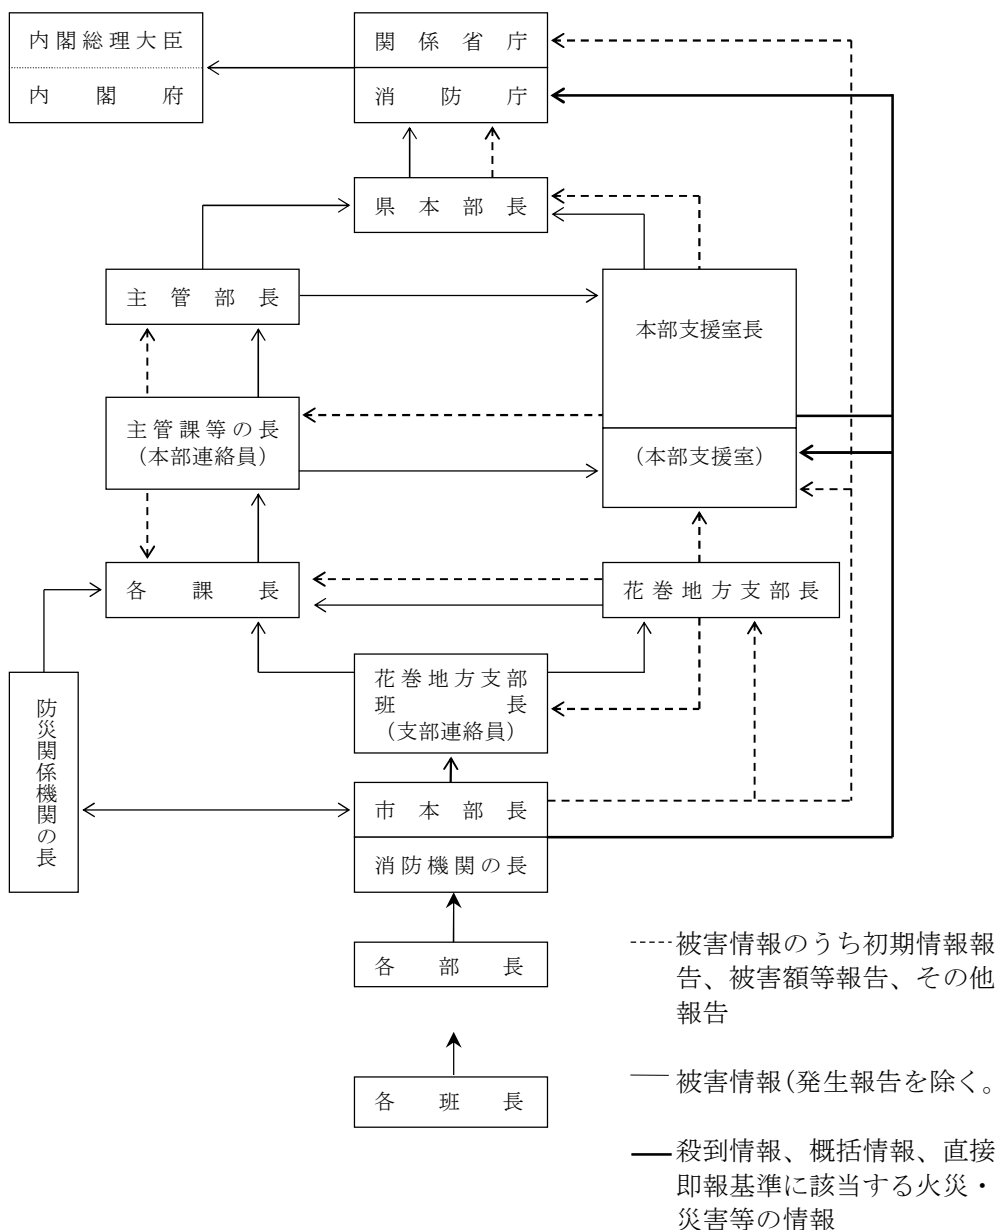 内閣総理大臣
内閣府
関係省庁
消防庁
県本部長
主管部長
本部支援室長
主管課等の長
（本部連絡員）
（本部支援室）
各課長
花巻地方支部長
花巻地方支部
班長
（支部連絡員）
防災関係機関の長
市本部長
消防機関の長
各部長
各班長
被害情報のうち初期情報報
告、被害額等報告、その他
報告
被害情報(発生報告を除く。
殺到情報、概括情報、直接
即報基準に該当する火災・
災害等の情報